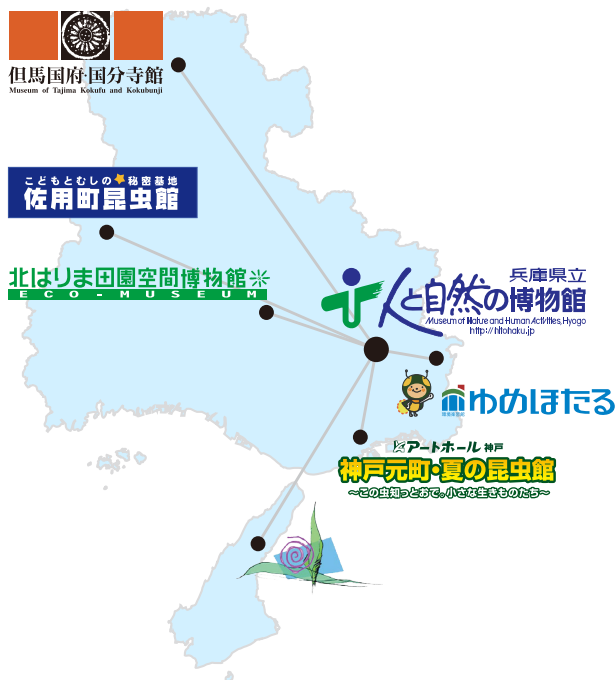 但馬国府·国分寺館
Museum of Tajima Kokufu and Kokubunji
こどもとむしの★秘密基地
佐用町昆虫館
北はりま田園空間博物館
ECO-MUSEUM
兵庫県立
人と自然の博物館
Museum of Nature and Human Activities, Hyogo
http://hitohaku.jp
ゆめほたる
アートホール 神戸
神戸元町・夏の昆虫館
～この虫知っとおで。小さな生きものたち～